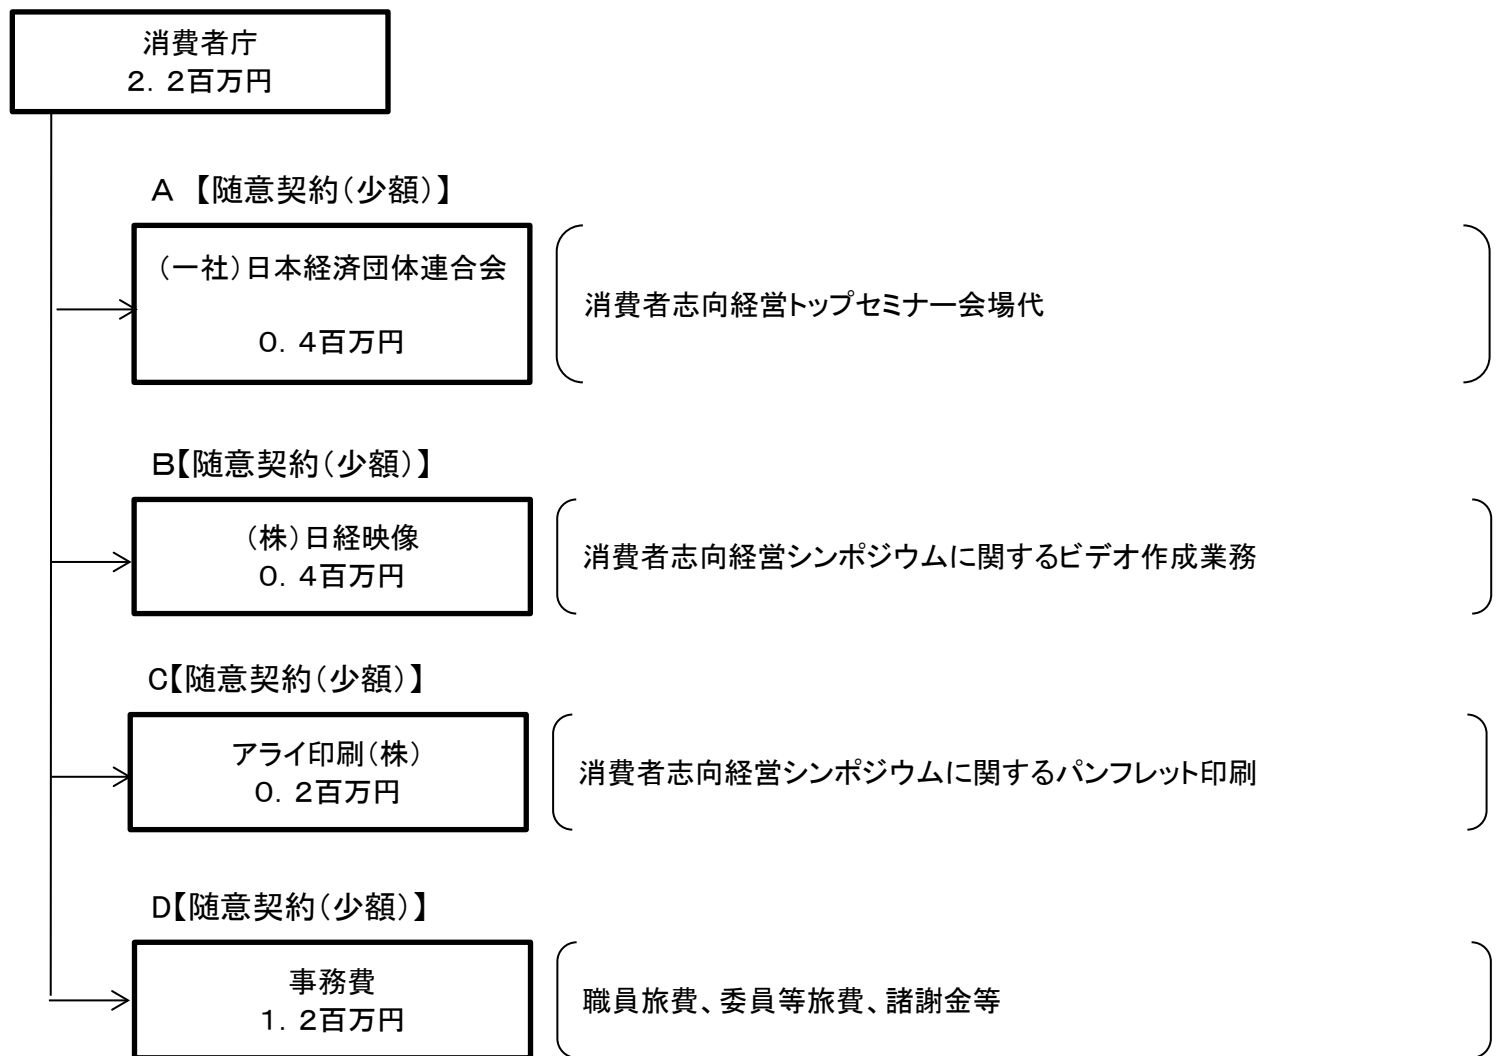 消費者庁
２．２百万円
Ａ 【随意契約（少額）】
（一社）日本経済団体連合会
０．４百万円
消費者志向経営トップセミナー会場代
Ｂ【随意契約（少額）】
（株）日経映像
０．４百万円
消費者志向経営シンポジウムに関するビデオ作成業務
C【随意契約（少額）】
アライ印刷（株）
０．２百万円
消費者志向経営シンポジウムに関するパンフレット印刷
D【随意契約（少額）】
事務費
１．２百万円
職員旅費、委員等旅費、諸謝金等